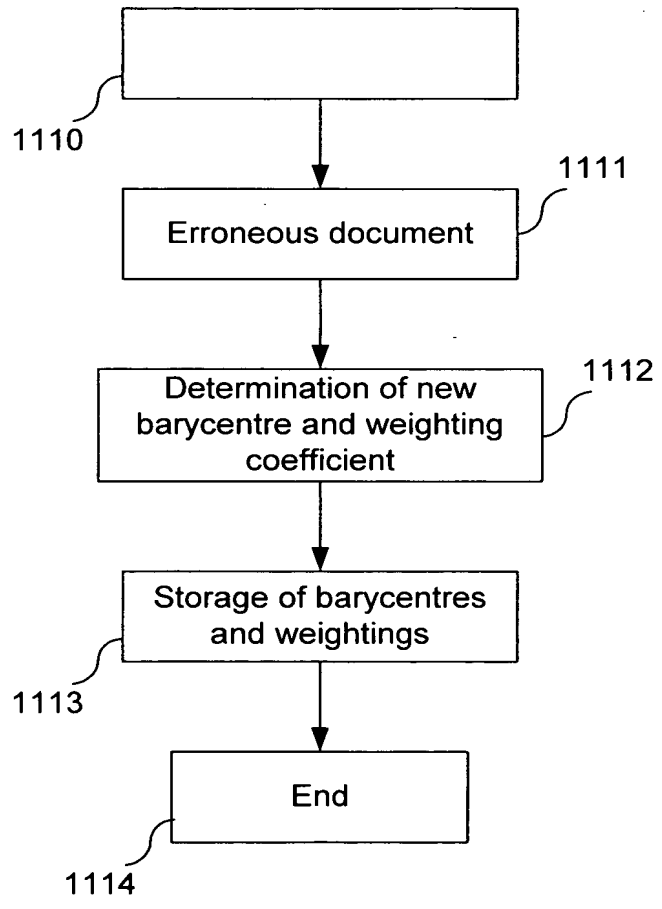 1110
1111
Erroneous document
1112
Determination of new
barycentre and weighting
coefficient
Storage of barycentres
and weightings
1113
End
1114